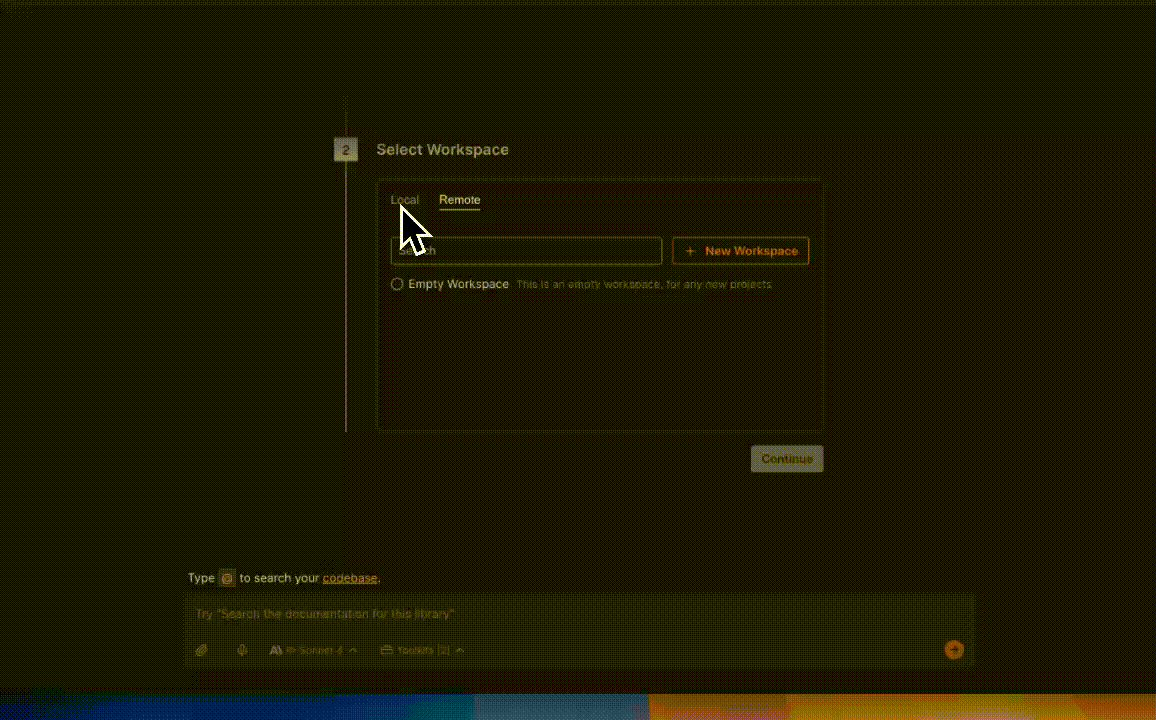 2 Select Workspace
Local Remote
Search + New Workspace
Empty Workspace This is an empty workspace, for any new projects.
Continue
Type @ to search your codebase.
Try "Search the documentation for this library"
Sonnet 4 Toolkits [2]